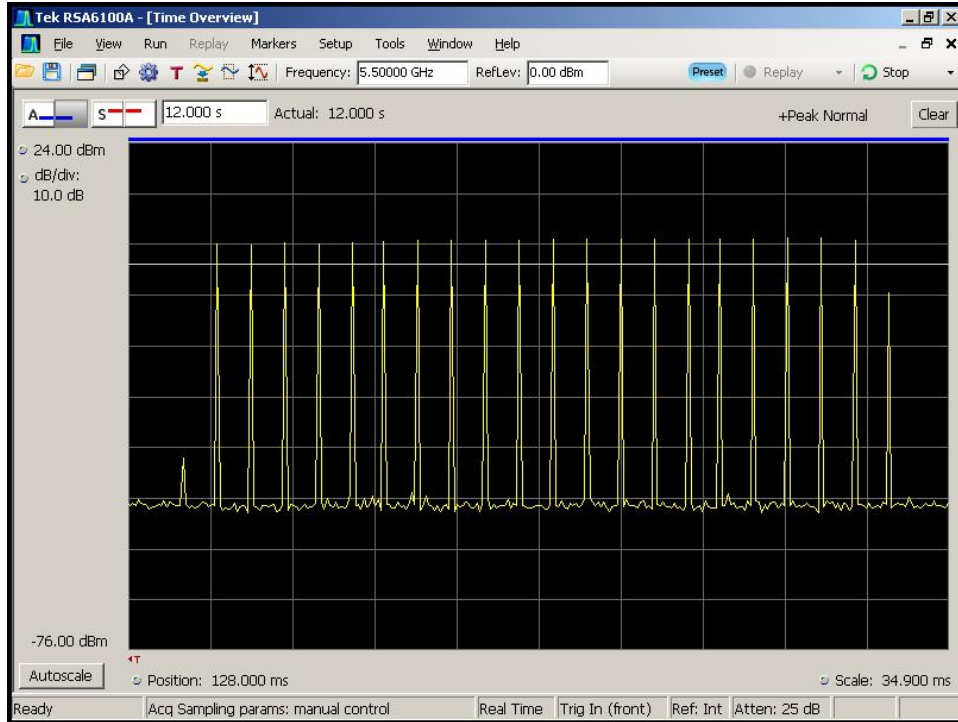 Tek RSA6100A - [Time Overview]
File View Run Replay Markers Setup Tools Window Help
T Frequency: 5.50000 GHz RefLev: 0.00 dBm Preset Replay Stop
A S 12.000 s Actual: 12.000 s +Peak Normal Clear
24.00 dBm
dB/div:
10.0 dB
-76.00 dBm
T
Autoscale Position: 128.000 ms Scale: 34.900 ms
Ready Acq Sampling params: manual control Real Time Trig In (front) Ref: Int Atten: 25 dB